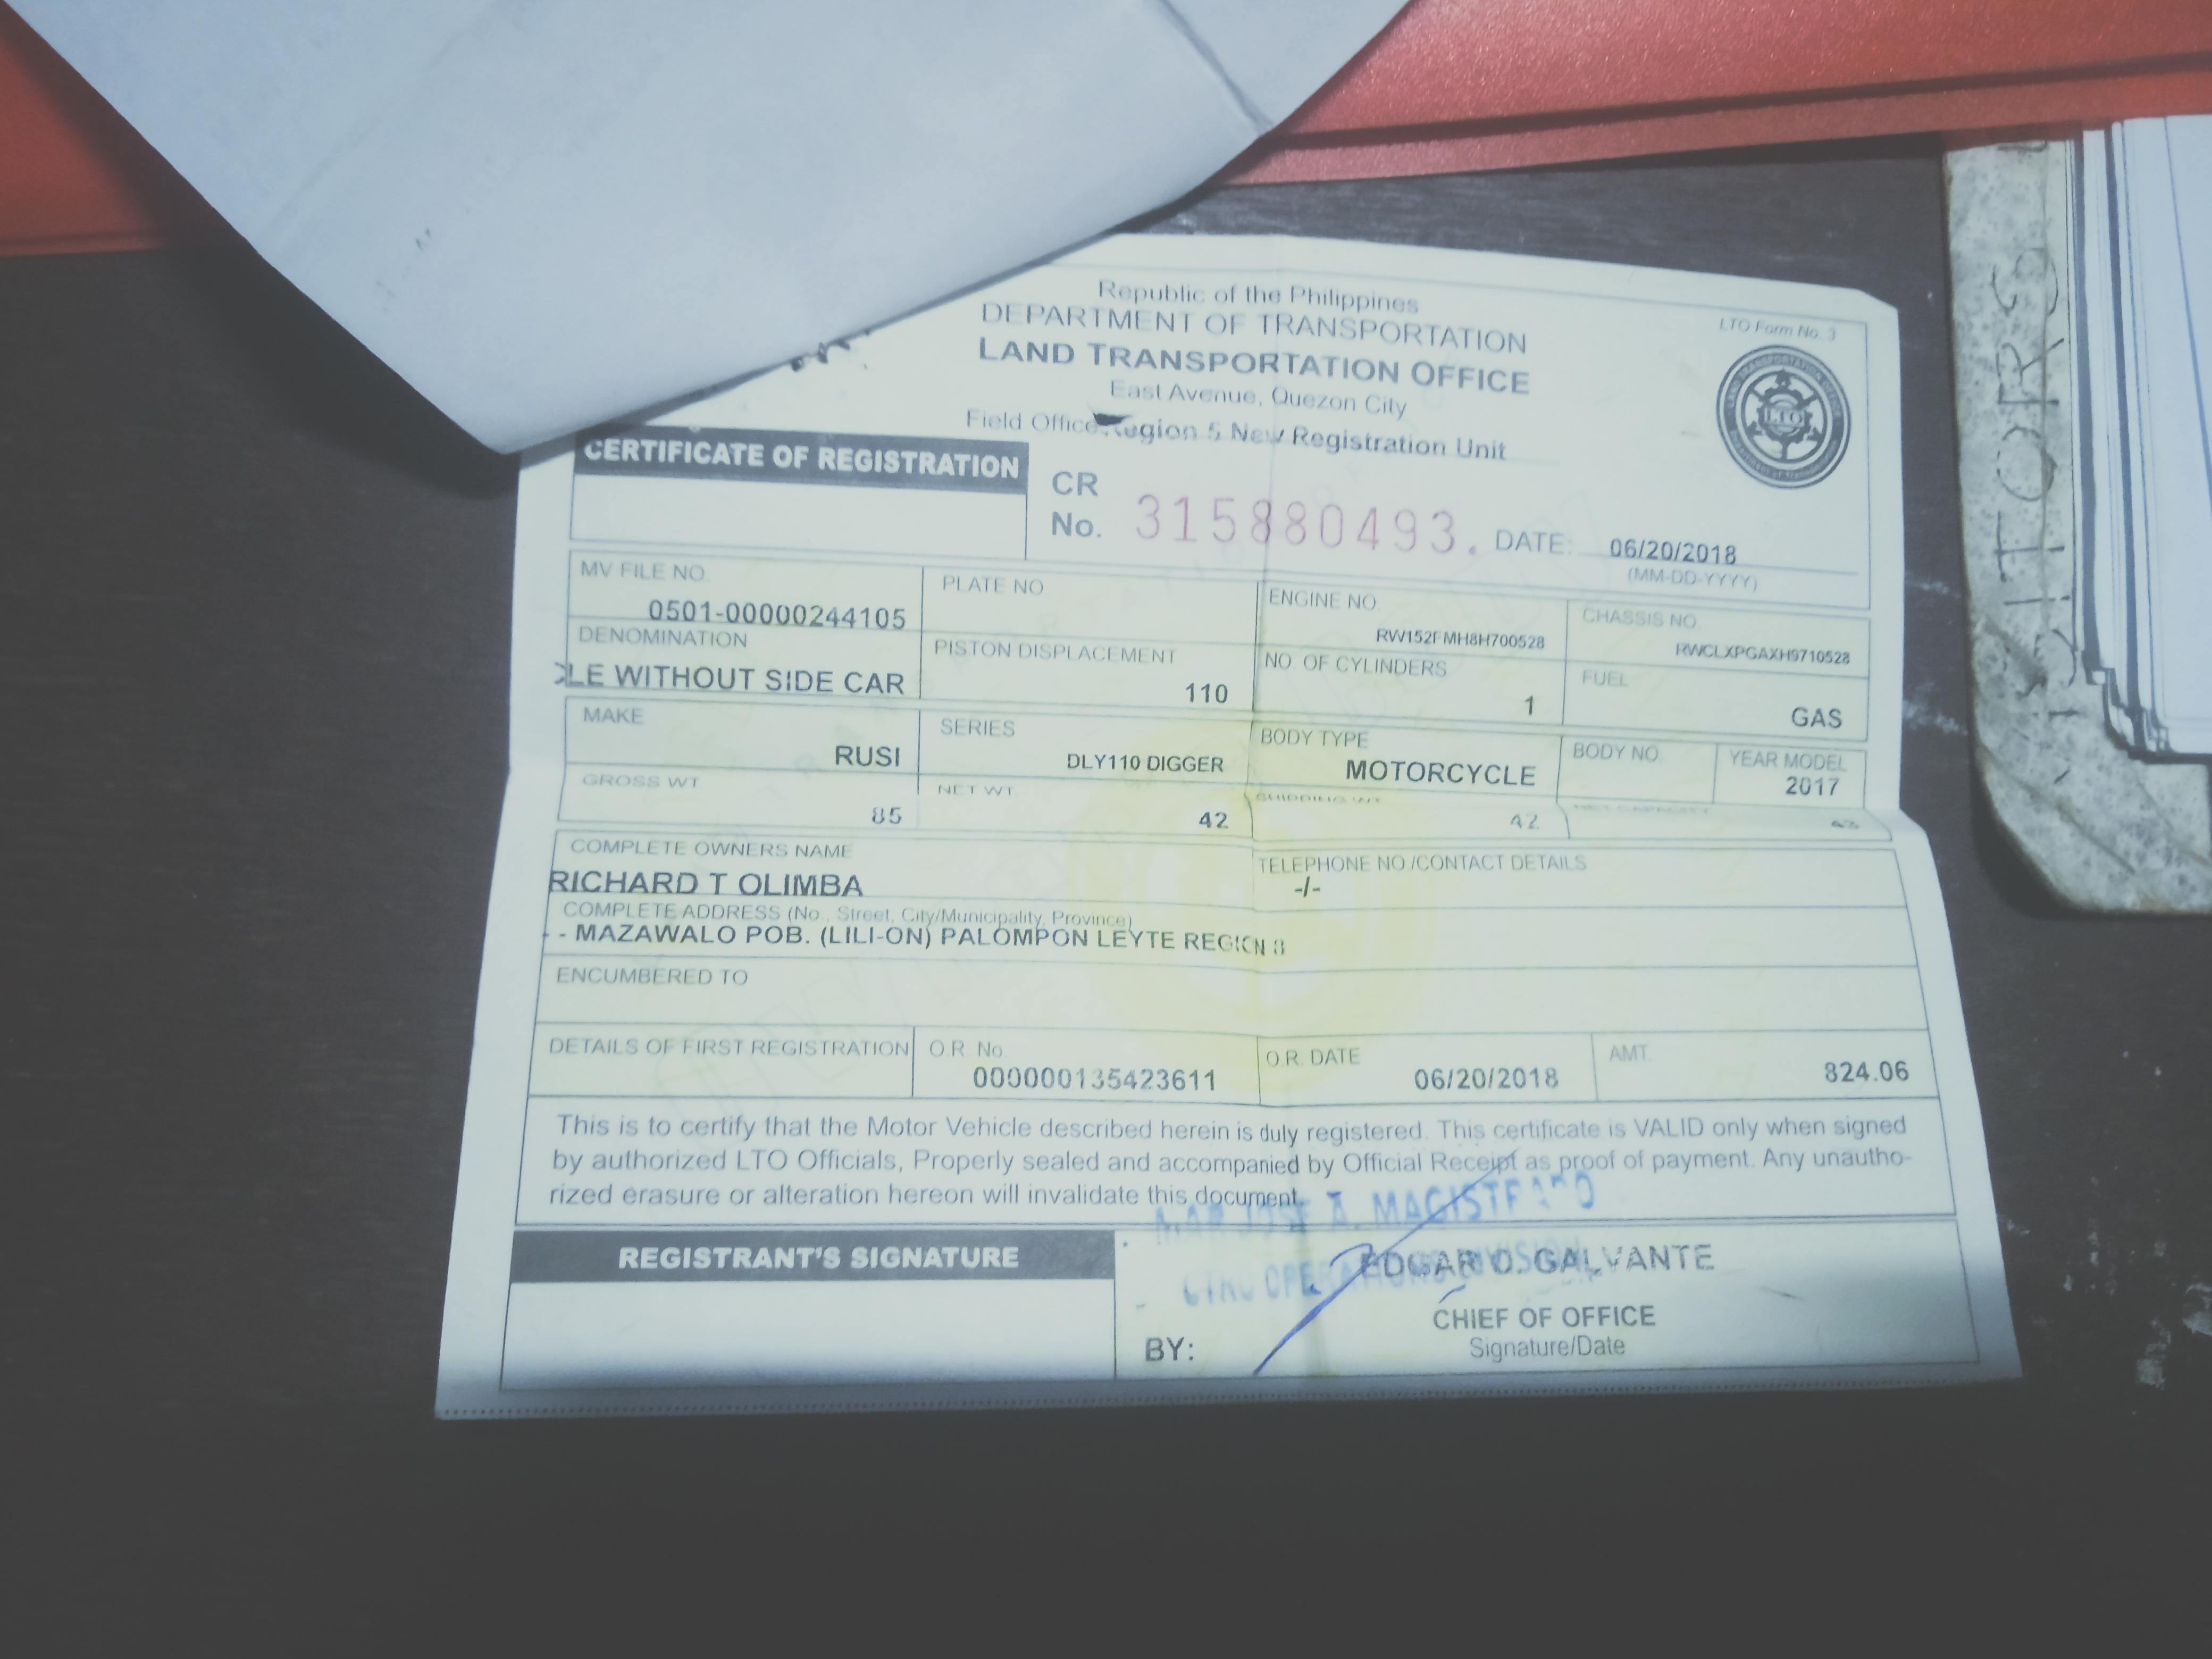 Republic of the Philippines
DEPARTMENT OF TRANSPORTATION
LAND TRANSPORTATION OFFICE
East Avenue, Quezon City
Field Office Region 5 New Registration Unit
LTO Form No. 3
LTO
CERTIFICATE OF REGISTRATION
CR No. 315880493. DATE: 06/20/2018
(MM-DD-YYYY)
MV FILE NO. PLATE NO. ENGINE NO. CHASSIS NO.
0501-00000244105 RW152FMH8H700528 RWCLXPGAXH9710528
DENOMINATION PISTON DISPLACEMENT NO. OF CYLINDERS FUEL
CLE WITHOUT SIDE CAR 110 1 GAS
MAKE SERIES BODY TYPE BODY NO. YEAR MODEL
RUSI DLY110 DIGGER MOTORCYCLE 2017
GROSS WT. NET WT. SHIPPING WT. NET CAPACITY
85 42 42 43
COMPLETE OWNERS NAME TELEPHONE NO./CONTACT DETAILS
RICHARD T OLIMBA -/-
COMPLETE ADDRESS (No., Street, City/Municipality, Province)
- - MAZAWALO POB. (LILI-ON) PALOMPON LEYTE REGION 8
ENCUMBERED TO
DETAILS OF FIRST REGISTRATION O.R. No. O.R. DATE AMT.
000000135423611 06/20/2018 824.06
This is to certify that the Motor Vehicle described herein is duly registered. This certificate is VALID only when signed
by authorized LTO Officials, Properly sealed and accompanied by Official Receipt as proof of payment. Any unautho-
rized erasure or alteration hereon will invalidate this document.
JOSE A. MAGISTRADO
OPERATIONS DIVISION
REGISTRANT'S SIGNATURE
EDGAR O. GALVANTE
CHIEF OF OFFICE
BY: Signature/Date